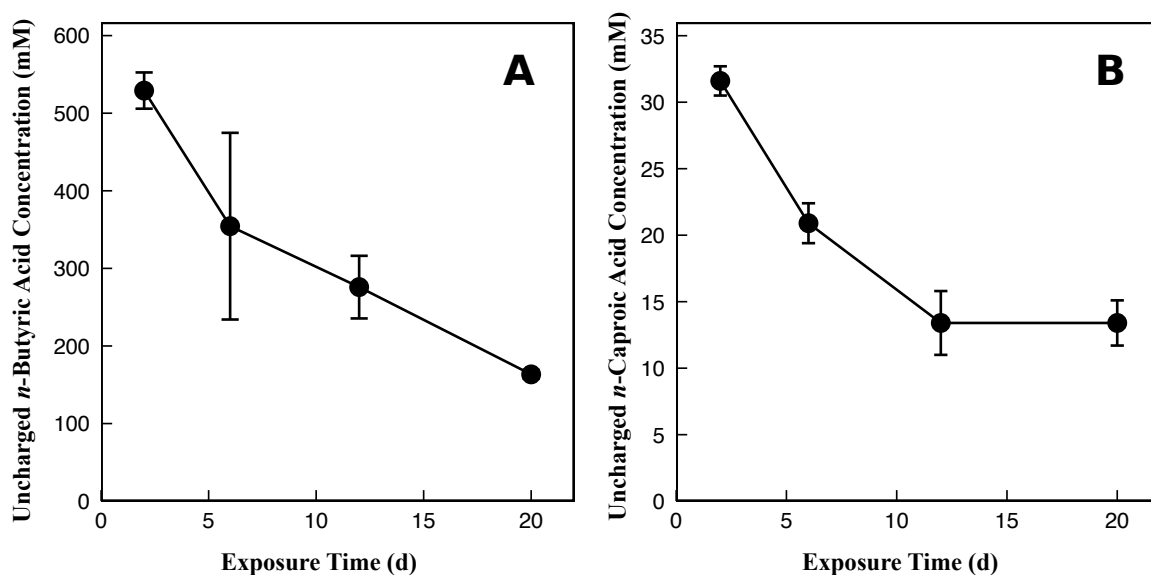 A
Uncharged n-Butyric Acid Concentration (mM)
600
500
400
300
200
100
0
0 5 10 15 20
Exposure Time (d)
B
Uncharged n-Caproic Acid Concentration (mM)
35
30
25
20
15
10
5
0
0 5 10 15 20
Exposure Time (d)